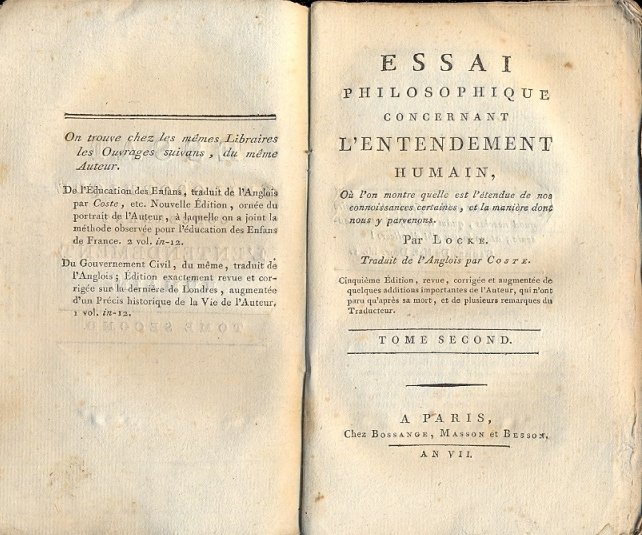 On trouve chez les mêmes Libraires
les Ouvrages suivans, du même
Auteur.
De l'Éducation des Enfans, traduit de l'Anglois
par Coste, etc. Nouvelle Édition, ornée du
portrait de l'Auteur, à laquelle on a joint la
méthode observée pour l'éducation des Enfans
de France. 2 vol. in-12.
Du Gouvernement Civil, du même, traduit de
l'Anglois; Édition exactement revue et cor-
rigée sur la dernière de Londres, augmentée
d'un Précis historique de la Vie de l'Auteur.
1 vol. in-12.
ESSAI
PHILOSOPHIQUE
CONCERNANT
L'ENTENDEMENT
HUMAIN,
Où l'on montre quelle est l'étendue de nos
connoissances certaines, et la manière dont
nous y parvenons.
Par LOCKE.
Traduit de l'Anglois par COSTE.
Cinquième Édition, revue, corrigée et augmentée de
quelques additions importantes de l'Auteur, qui n'ont
paru qu'après sa mort, et de plusieurs remarques du
Traducteur.
TOME SECOND.
A PARIS,
Chez BOSSANGE, MASSON et BESSON.
AN VII.